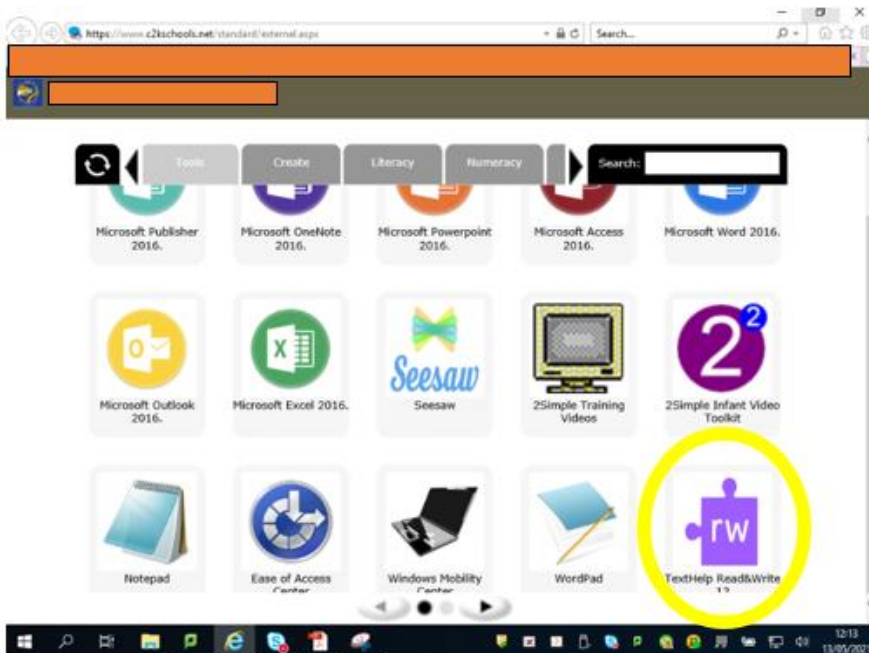 https://www.c2kschools.net/standard/external.aspx
Search...
Tools
Create
Literacy
Numeracy
Search:
Microsoft Publisher
2016.
Microsoft OneNote
2016.
Microsoft Powerpoint
2016.
Microsoft Access
2016.
Microsoft Word 2016.
Microsoft Outlook
2016.
Microsoft Excel 2016.
Seesaw
Seesaw
2Simple Training
Videos
2
2
2Simple Infant Video
Toolkit
Notepad
Ease of Access
Center
Windows Mobility
Center
WordPad
rw
TextHelp Read&Write
12
12:13